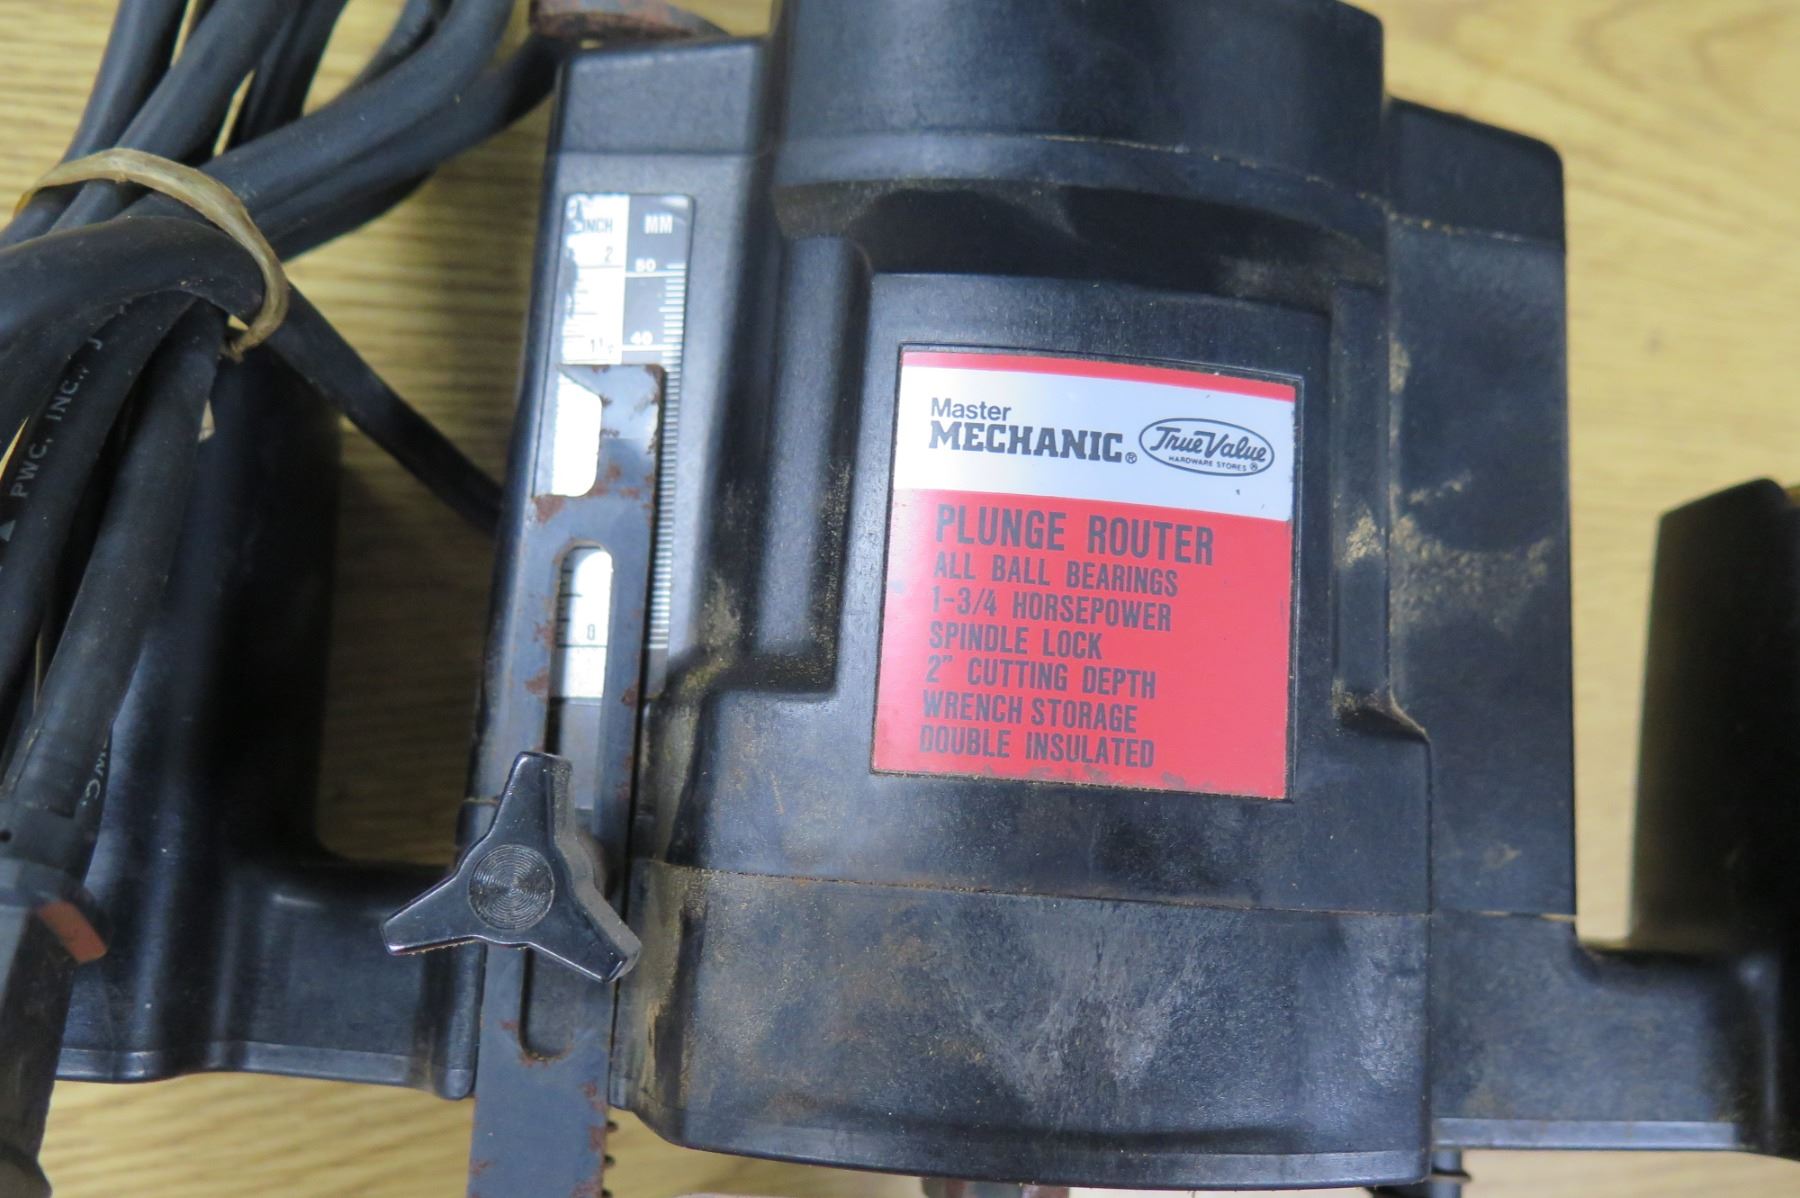 INCH MM
2 50
40
0
Master
MECHANIC®
True Value
HARDWARE STORES ®
PLUNGE ROUTER
ALL BALL BEARINGS
1-3/4 HORSEPOWER
SPINDLE LOCK
2" CUTTING DEPTH
WRENCH STORAGE
DOUBLE INSULATED
PWC, INC.,